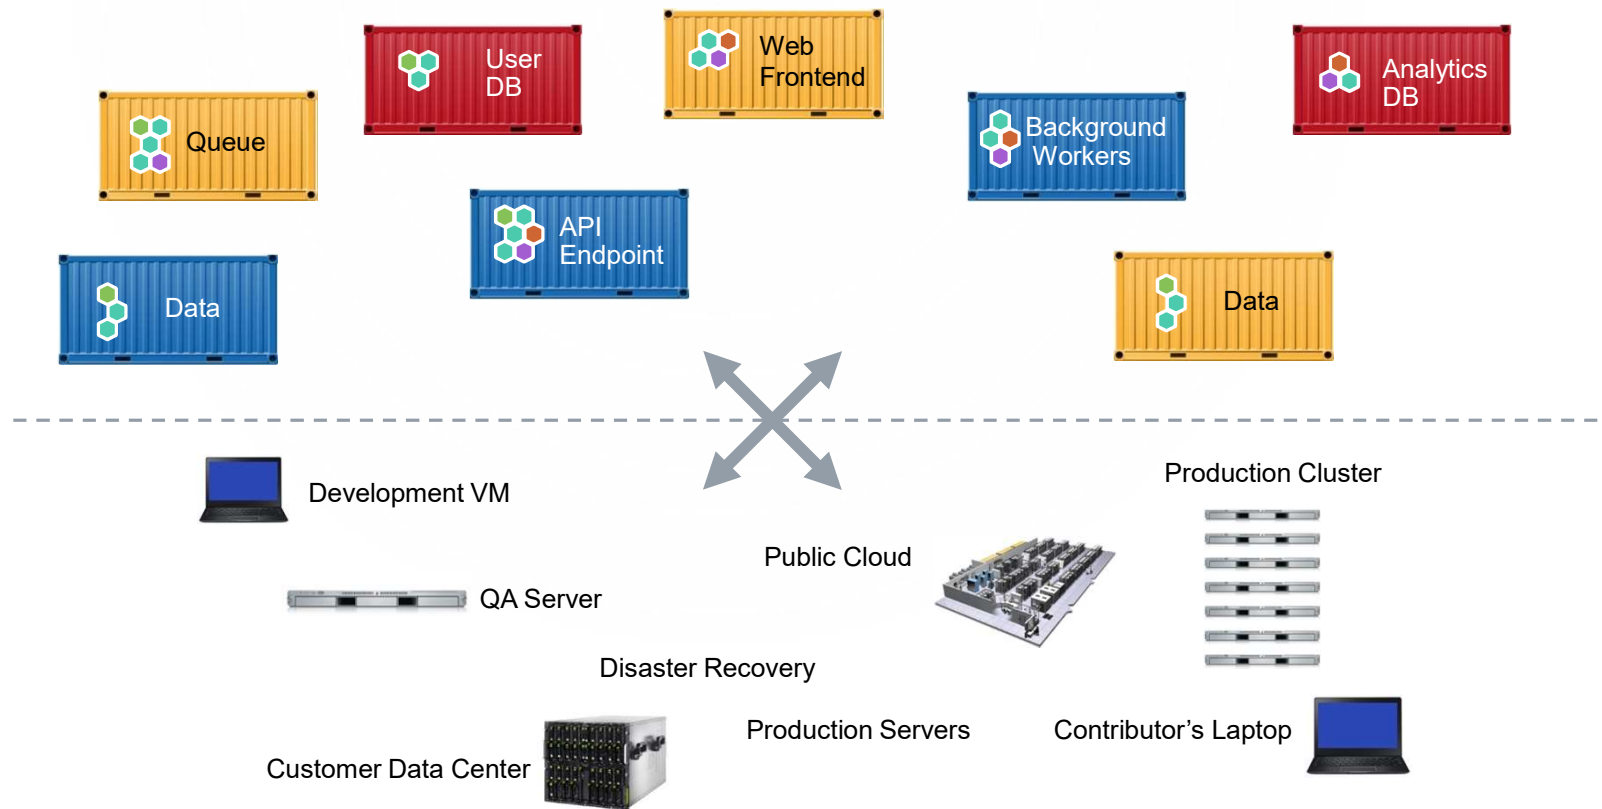 User
DB
Web
Frontend
Analytics
DB
Queue
Background
Workers
API
Endpoint
Data
Data
Production Cluster
Development VM
Public Cloud
QA Server
Disaster Recovery
Production Servers
Contributor’s Laptop
Customer Data Center